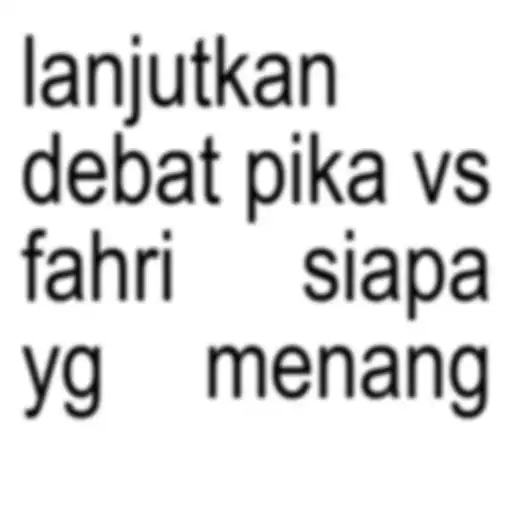 lanjutkan
debat pika vs
fahri siapa
yg menang